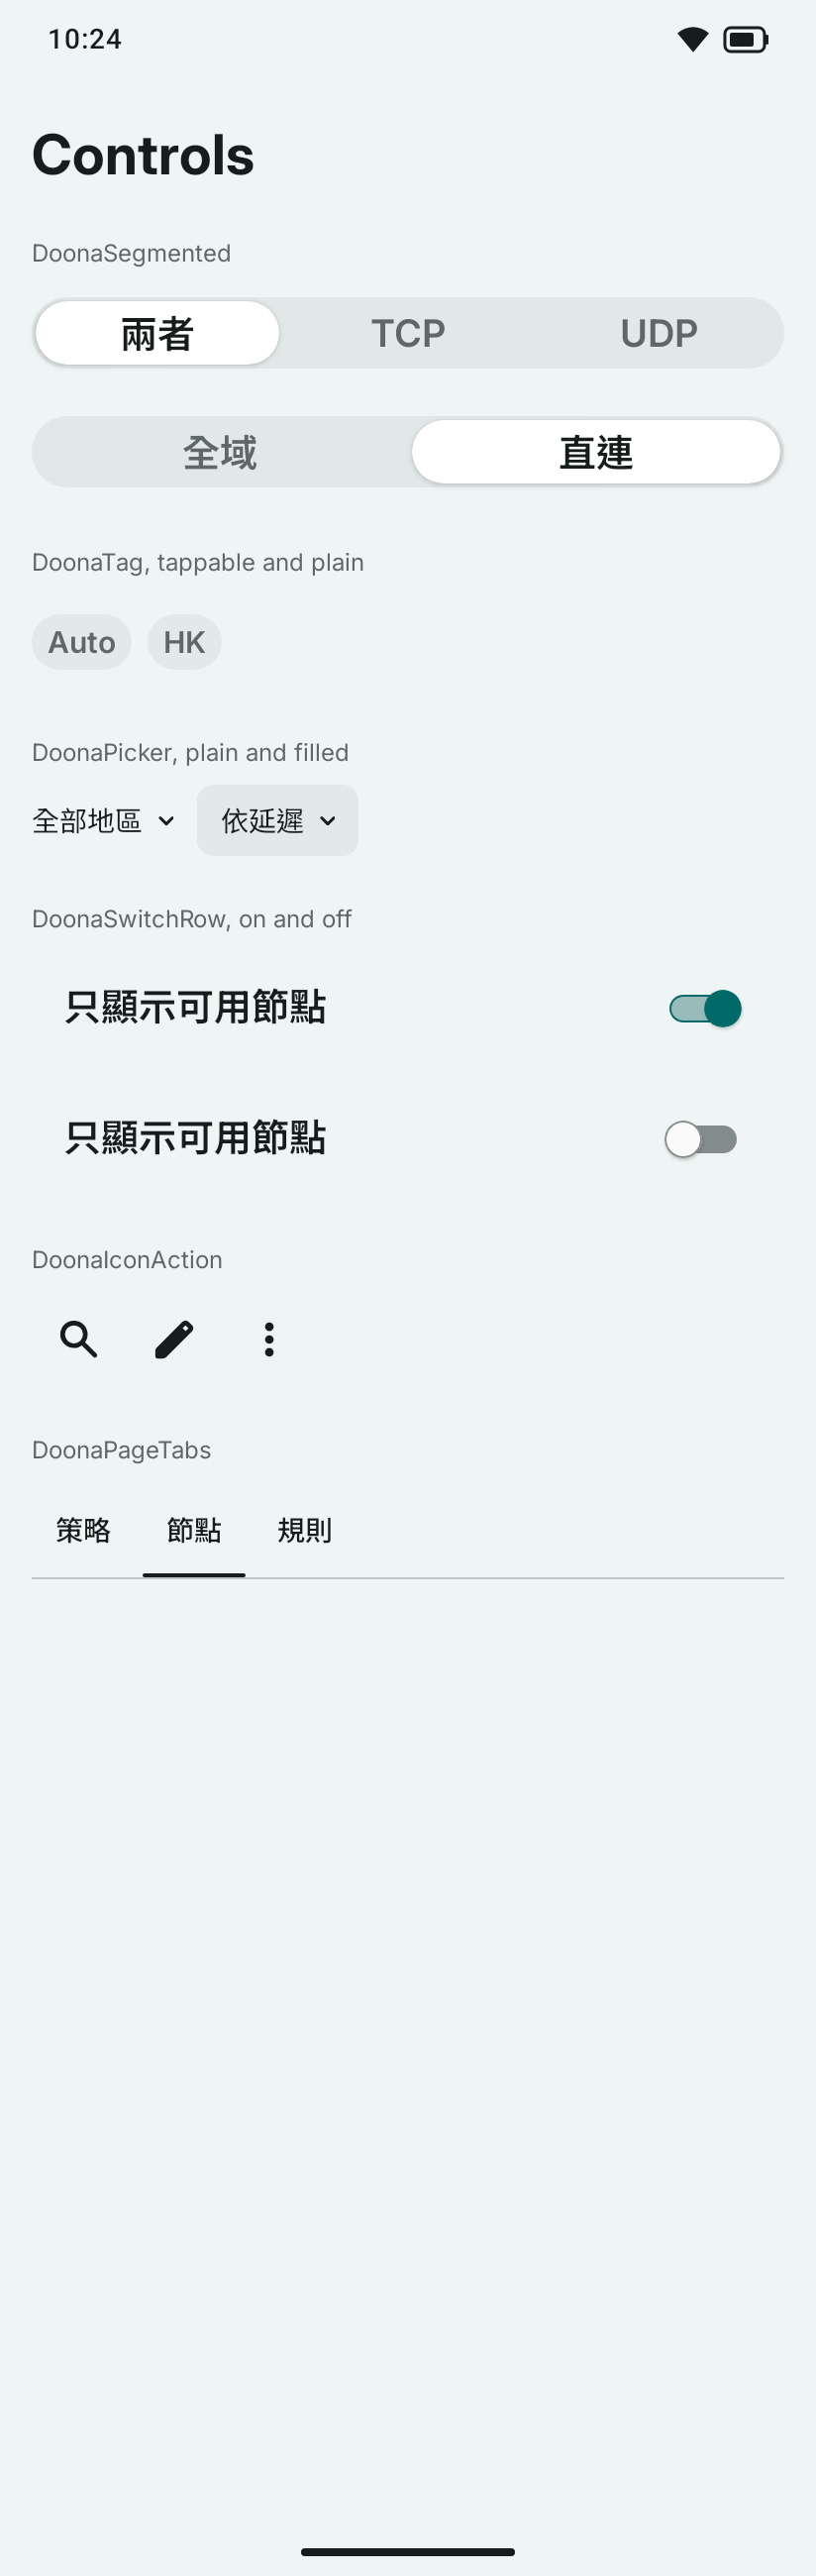 10:24
Controls
DoonaSegmented
兩者 TCP UDP
全域 直連
DoonaTag, tappable and plain
Auto HK
DoonaPicker, plain and filled
全部地區 依延遲
DoonaSwitchRow, on and off
只顯示可用節點
只顯示可用節點
DoonaIconAction
DoonaPageTabs
策略 節點 規則